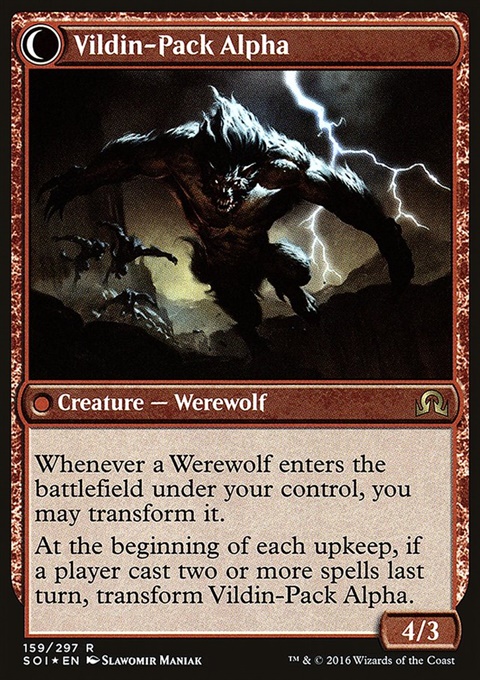 Vildin-Pack Alpha
Creature — Werewolf
Whenever a Werewolf enters the
battlefield under your control, you
may transform it.
At the beginning of each upkeep, if
a player cast two or more spells last
turn, transform Vildin-Pack Alpha.
4/3
159/297 R
SOI★EN Slawomir Maniak
™ & © 2016 Wizards of the Coast